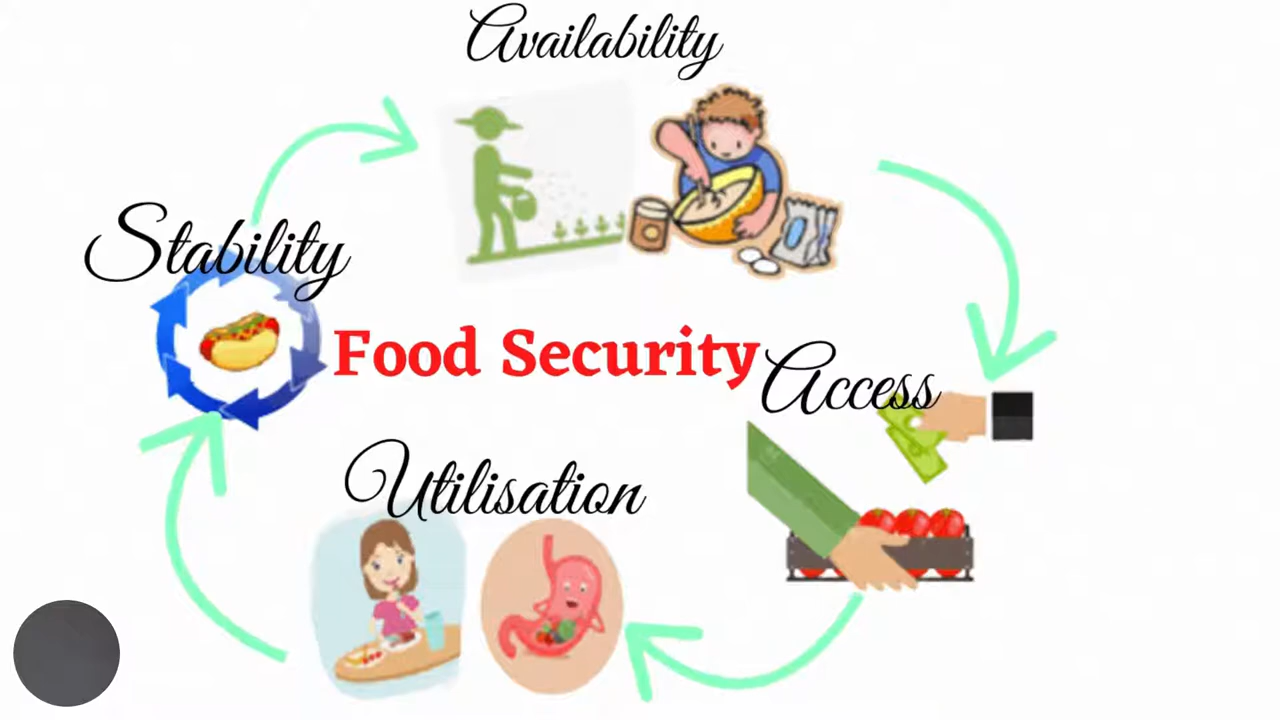 Availability
Stability
Food Security
Access
Utilisation